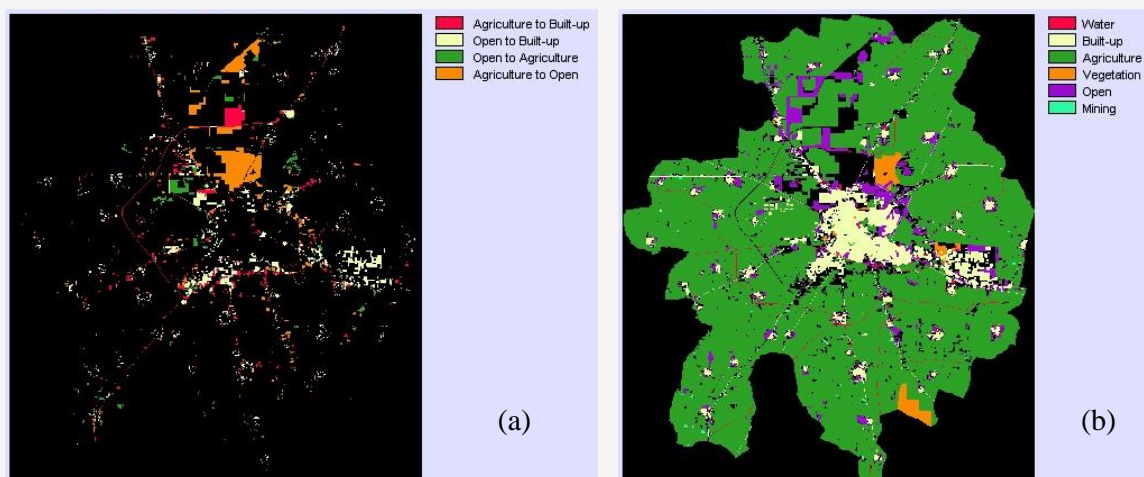 Agriculture to Built-up
Open to Built-up
Open to Agriculture
Agriculture to Open
(a)
Water
Built-up
Agriculture
Vegetation
Open
Mining
(b)